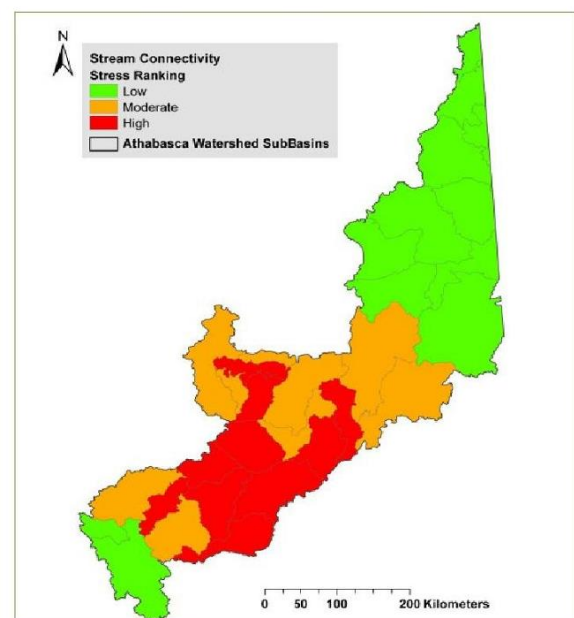 N
Stream Connectivity
Stress Ranking
Low
Moderate
High
Athabasca Watershed SubBasins
0 50 100 200 Kilometers